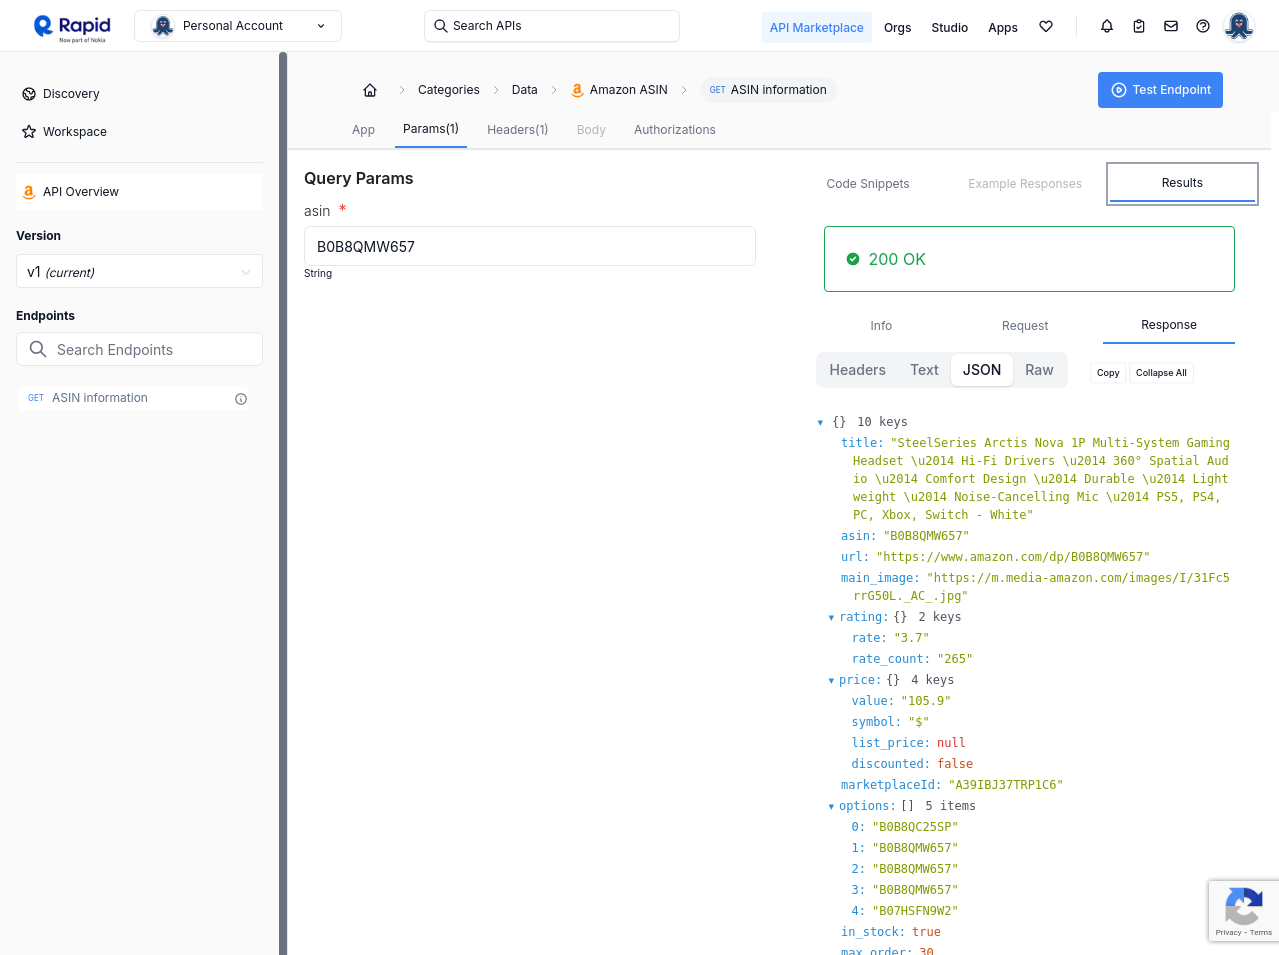 Rapid
Now part of Nokia
Personal Account
Search APIs
API Marketplace
Orgs
Studio
Apps
Discovery
Workspace
API Overview
Version
v1 (current)
Endpoints
Search Endpoints
GET ASIN information
Categories
Data
Amazon ASIN
GET ASIN information
Test Endpoint
App
Params(1)
Headers(1)
Body
Authorizations
Query Params
asin *
B0B8QMW657
String
Code Snippets
Example Responses
Results
200 OK
Info
Request
Response
Headers
Text
JSON
Raw
Copy
Collapse All
{} 10 keys
title: "SteelSeries Arctis Nova 1P Multi-System Gaming
Headset \u2014 Hi-Fi Drivers \u2014 360° Spatial Aud
io \u2014 Comfort Design \u2014 Durable \u2014 Light
weight \u2014 Noise-Cancelling Mic \u2014 PS5, PS4,
PC, Xbox, Switch - White"
asin: "B0B8QMW657"
url: "https://www.amazon.com/dp/B0B8QMW657"
main_image: "https://m.media-amazon.com/images/I/31Fc5
rrG50L._AC_.jpg"
rating: {} 2 keys
rate: "3.7"
rate_count: "265"
price: {} 4 keys
value: "105.9"
symbol: "$"
list_price: null
discounted: false
marketplaceId: "A39IBJ37TRP1C6"
options: [] 5 items
0: "B0B8QC25SP"
1: "B0B8QMW657"
2: "B0B8QMW657"
3: "B0B8QMW657"
4: "B07HSFN9W2"
in_stock: true
max_order: 30
Privacy - Terms